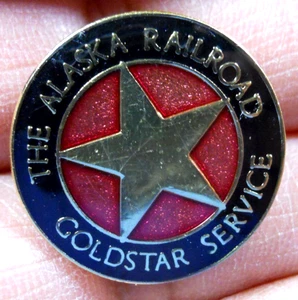 THE ALASKA RAILROAD
GOLDSTAR SERVICE